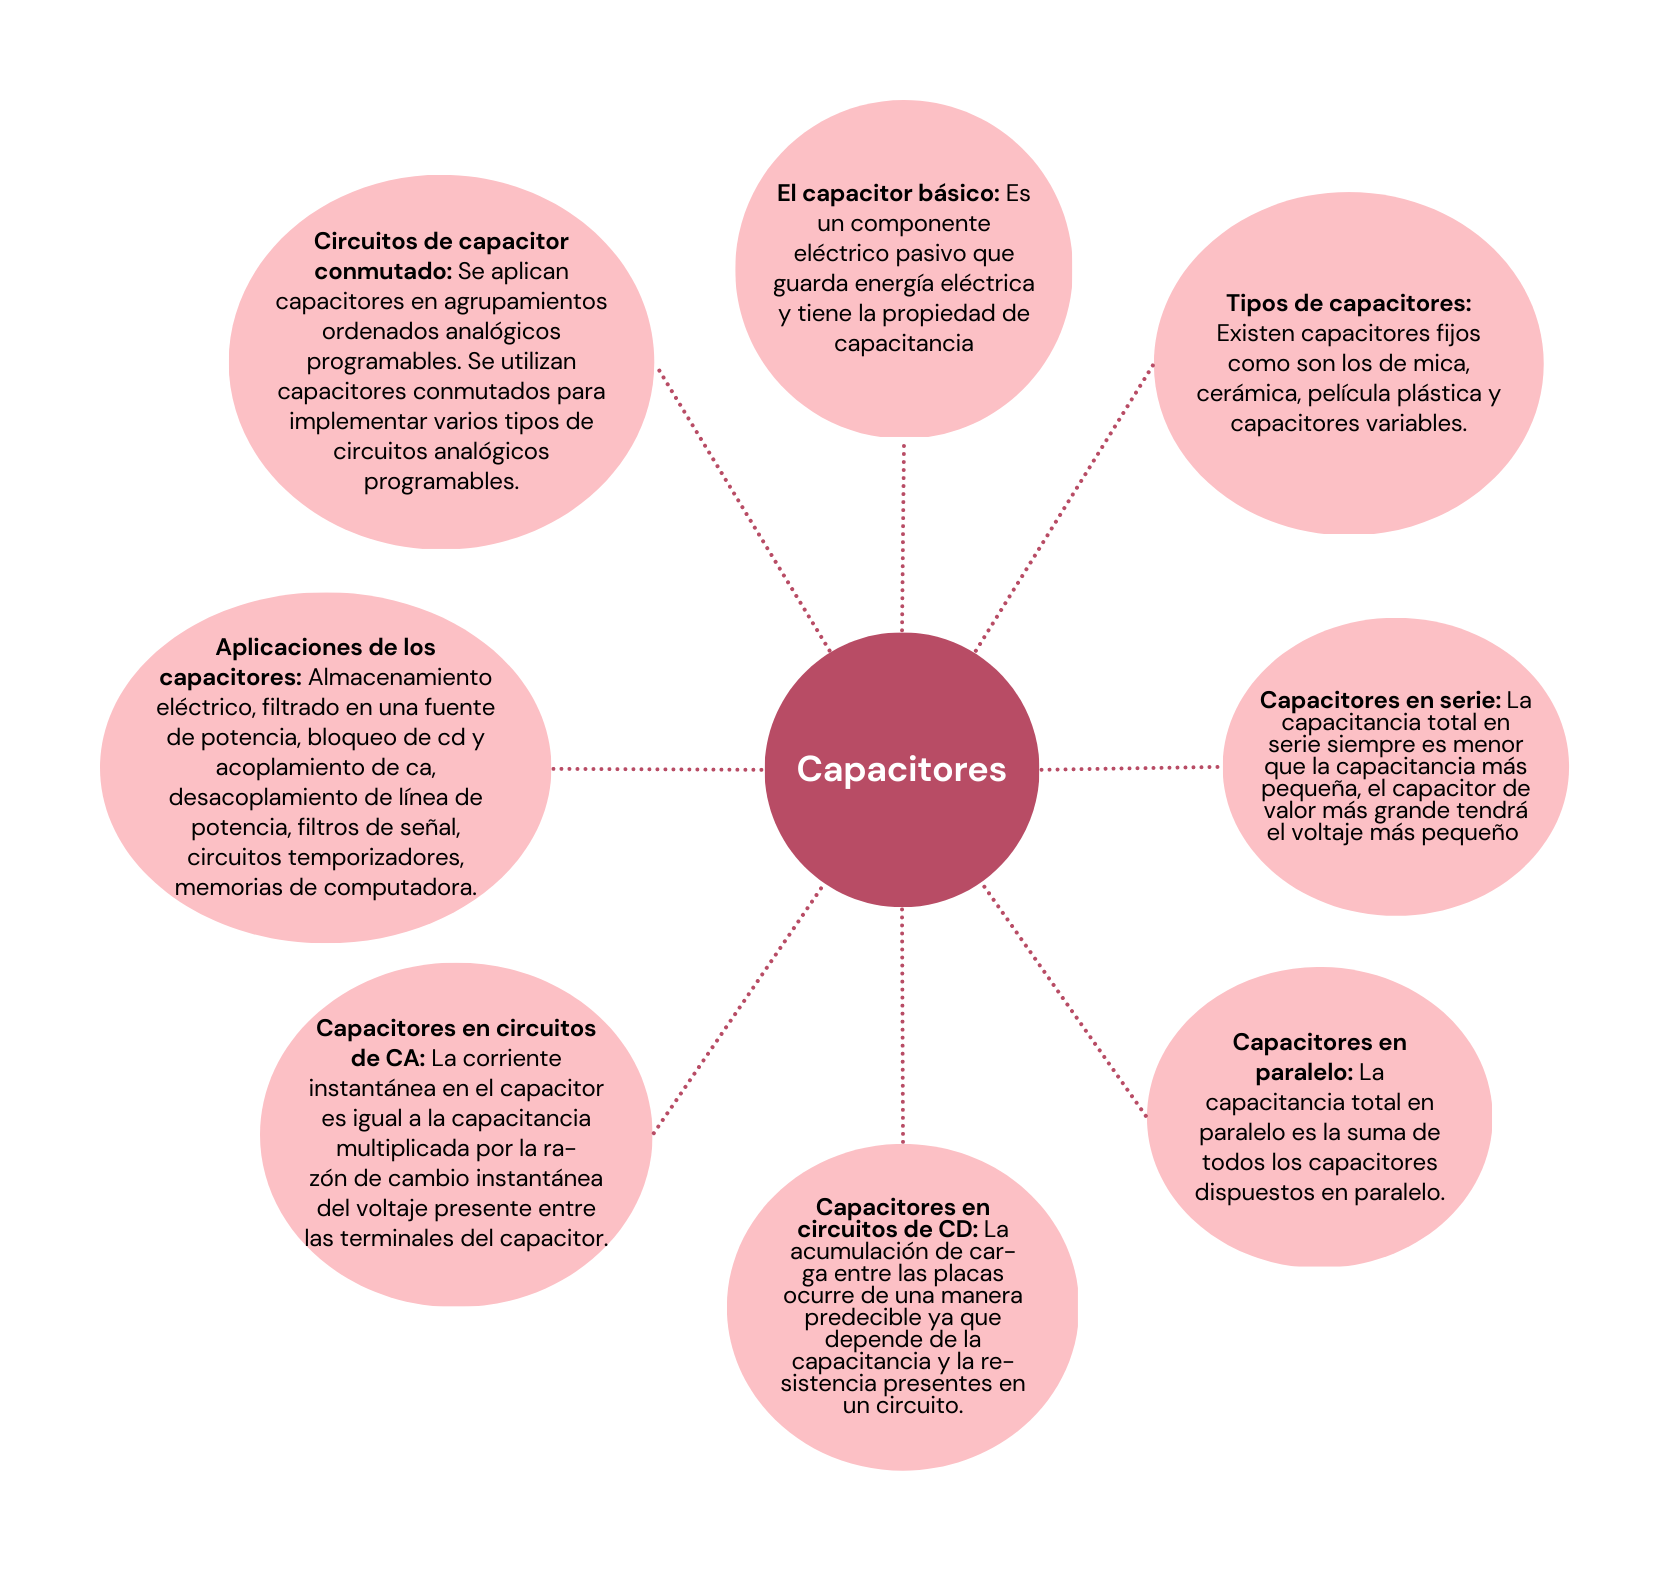 El capacitor básico: Es
un componente
eléctrico pasivo que
guarda energía eléctrica
y tiene la propiedad de
capacitancia
Tipos de capacitores:
Existen capacitores fijos
como son los de mica,
cerámica, película plástica y
capacitores variables.
Capacitores en serie: La
capacitancia total en
serie siempre es menor
que la capacitancia más
pequeña, el capacitor de
valor más grande tendrá
el voltaje más pequeño
Capacitores en
paralelo: La
capacitancia total en
paralelo es la suma de
todos los capacitores
dispuestos en paralelo.
Capacitores en
circuitos de CD: La
acumulación de car-
ga entre las placas
ocurre de una manera
predecible ya que
depende de la
capacitancia y la re-
sistencia presentes en
un circuito.
Capacitores en circuitos
de CA: La corriente
instantánea en el capacitor
es igual a la capacitancia
multiplicada por la ra-
zón de cambio instantánea
del voltaje presente entre
las terminales del capacitor.
Aplicaciones de los
capacitores: Almacenamiento
eléctrico, filtrado en una fuente
de potencia, bloqueo de cd y
acoplamiento de ca,
desacoplamiento de línea de
potencia, filtros de señal,
circuitos temporizadores,
memorias de computadora.
Circuitos de capacitor
conmutado: Se aplican
capacitores en agrupamientos
ordenados analógicos
programables. Se utilizan
capacitores conmutados para
implementar varios tipos de
circuitos analógicos
programables.
Capacitores